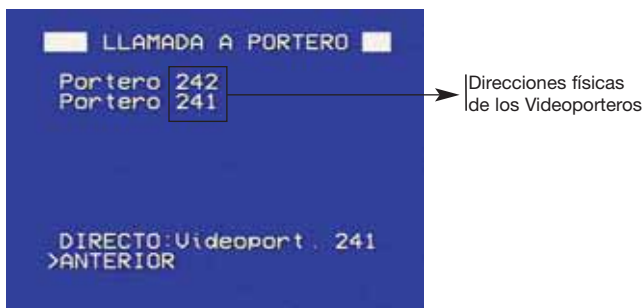 LLAMADA A PORTERO
Portero 242
Portero 241
Direcciones físicas
de los Videoporteros
DIRECTO:Videoport. 241
>ANTERIOR